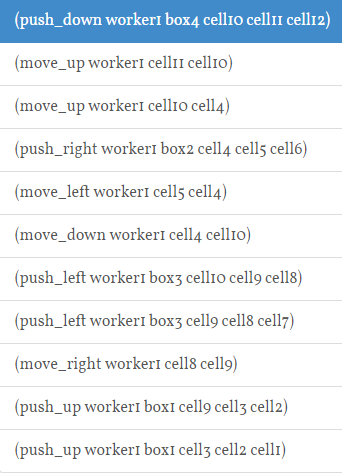 (push_down worker1 box4 cell10 cell11 cell12)
(move_up worker1 cell11 cell10)
(move_up worker1 cell10 cell4)
(push_right worker1 box2 cell4 cell5 cell6)
(move_left worker1 cell5 cell4)
(move_down worker1 cell4 cell10)
(push_left worker1 box3 cell10 cell9 cell8)
(push_left worker1 box3 cell9 cell8 cell7)
(move_right worker1 cell8 cell9)
(push_up worker1 box1 cell9 cell3 cell2)
(push_up worker1 box1 cell3 cell2 cell1)